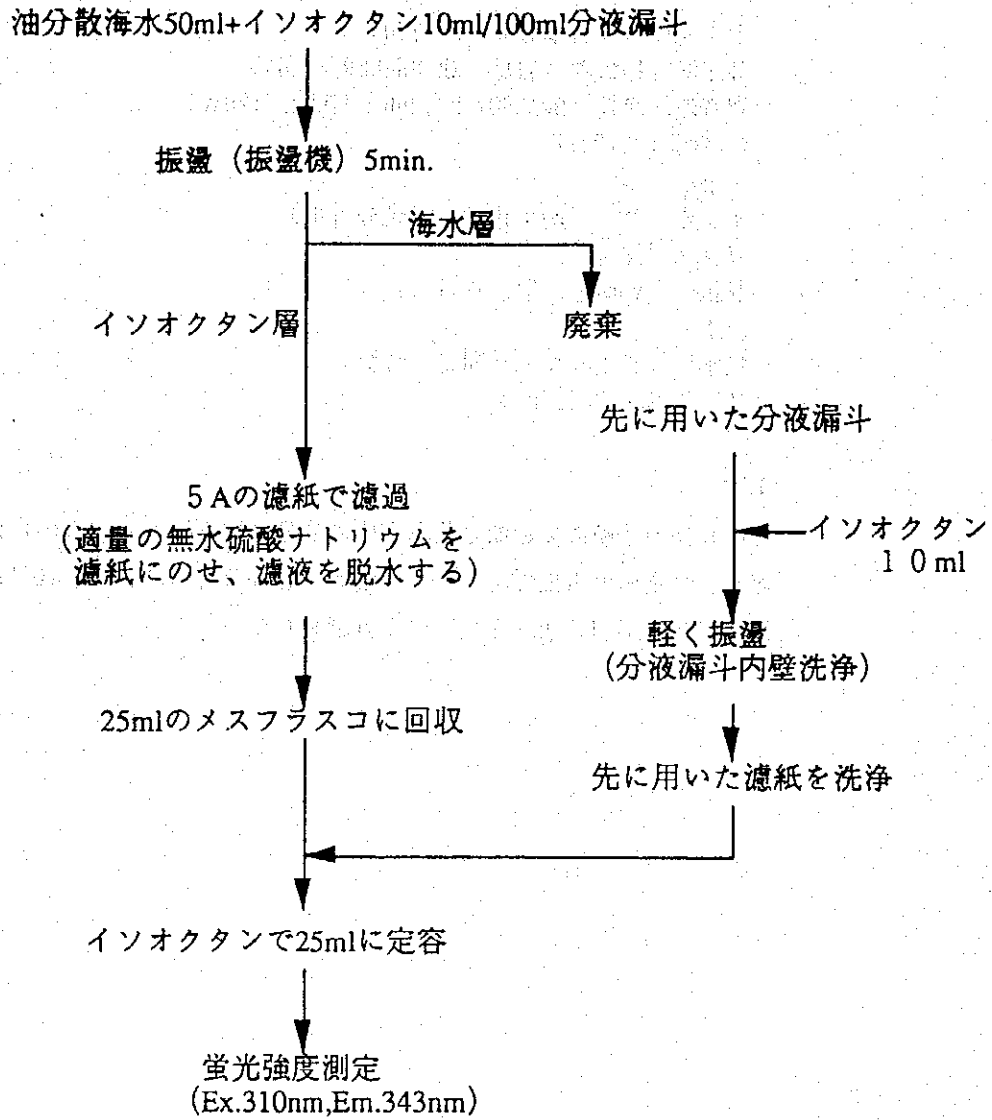 油分散海水50ml+イソオクタン10ml/100ml分液漏斗
振盪（振盪機）5min.
海水層
イソオクタン層
廃棄
先に用いた分液漏斗
５Aの濾紙で濾過
（適量の無水硫酸ナトリウムを
濾紙にのせ、濾液を脱水する）
イソオクタン
１０ml
軽く振盪
（分液漏斗内壁洗浄）
25mlのメスフラスコに回収
先に用いた濾紙を洗浄
イソオクタンで25mlに定容
蛍光強度測定
（Ex.310nm,Em.343nm）